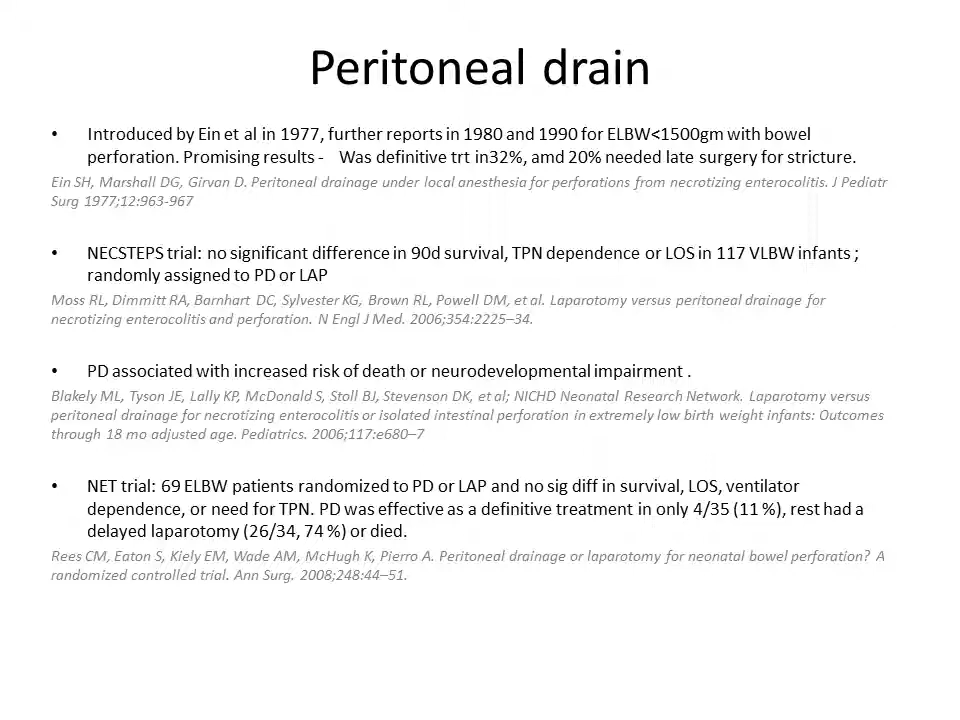 Peritoneal drain
• Introduced by Ein et al in 1977, further reports in 1980 and 1990 for ELBW<1500gm with bowel
perforation. Promising results - Was definitive trt in32%, amd 20% needed late surgery for stricture.
Ein SH, Marshall DG, Girvan D. Peritoneal drainage under local anesthesia for perforations from necrotizing enterocolitis. J Pediatr
Surg 1977;12:963-967
• NECSTEPS trial: no significant difference in 90d survival, TPN dependence or LOS in 117 VLBW infants ;
randomly assigned to PD or LAP
Moss RL, Dimmitt RA, Barnhart DC, Sylvester KG, Brown RL, Powell DM, et al. Laparotomy versus peritoneal drainage for
necrotizing enterocolitis and perforation. N Engl J Med. 2006;354:2225–34.
• PD associated with increased risk of death or neurodevelopmental impairment .
Blakely ML, Tyson JE, Lally KP, McDonald S, Stoll BJ, Stevenson DK, et al; NICHD Neonatal Research Network. Laparotomy versus
peritoneal drainage for necrotizing enterocolitis or isolated intestinal perforation in extremely low birth weight infants: Outcomes
through 18 mo adjusted age. Pediatrics. 2006;117:e680–7
• NET trial: 69 ELBW patients randomized to PD or LAP and no sig diff in survival, LOS, ventilator
dependence, or need for TPN. PD was effective as a definitive treatment in only 4/35 (11 %), rest had a
delayed laparotomy (26/34, 74 %) or died.
Rees CM, Eaton S, Kiely EM, Wade AM, McHugh K, Pierro A. Peritoneal drainage or laparotomy for neonatal bowel perforation? A
randomized controlled trial. Ann Surg. 2008;248:44–51.